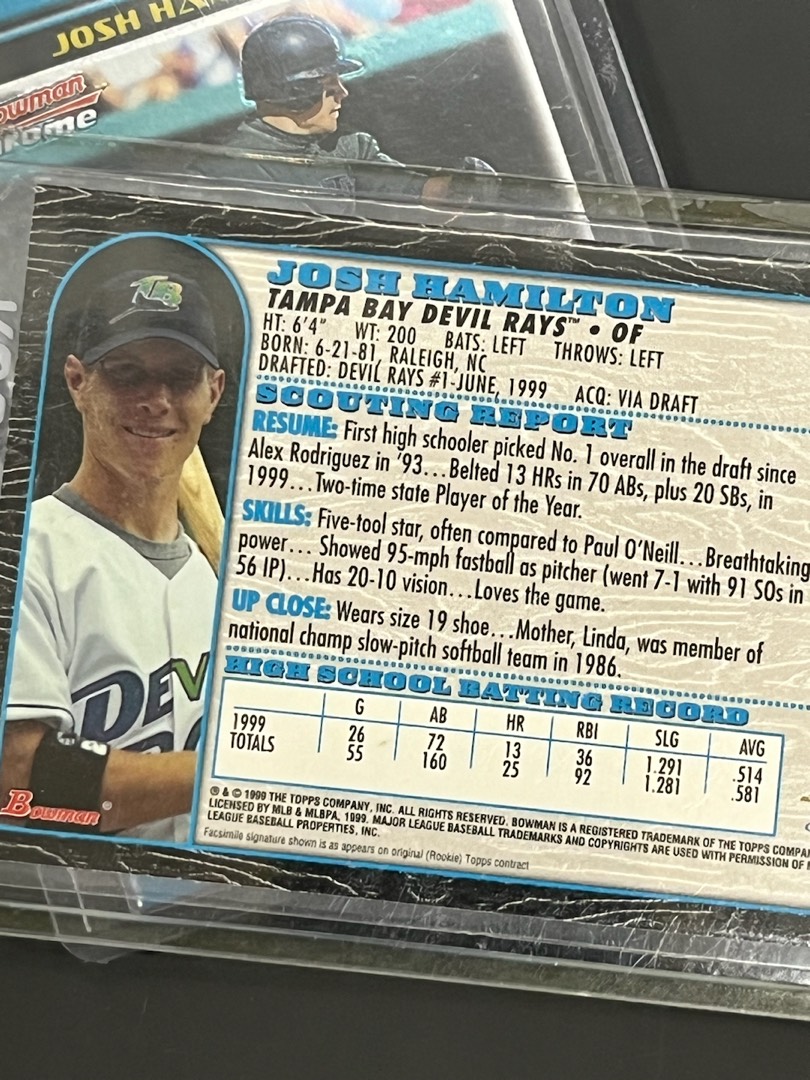 JOSH
Bowman
JOSH HAMILTON
TAMPA BAY DEVIL RAYS™ • OF
HT: 6'4" WT: 200 BATS: LEFT THROWS: LEFT
BORN: 6-21-81, RALEIGH, NC
DRAFTED: DEVIL RAYS #1-JUNE, 1999 ACQ: VIA DRAFT
SCOUTING REPORT
RESUME: First high schooler picked No. 1 overall in the draft since
Alex Rodriguez in '93...Belted 13 HRs in 70 ABs, plus 20 SBs, in
1999...Two-time state Player of the Year.
SKILLS: Five-tool star, often compared to Paul O'Neill...Breathtaking
power... Showed 95-mph fastball as pitcher (went 7-1 with 91 SOs in
56 IP)...Has 20-10 vision...Loves the game.
UP CLOSE: Wears size 19 shoe...Mother, Linda, was member of
national champ slow-pitch softball team in 1986.
HIGH SCHOOL BATTING RECORD
G AB HR RBI SLG AVG
1999 26 72 13 36 1.291 .514
TOTALS 55 160 25 92 1.281 .581
TB
DEV
Bowman®
® & © 1999 THE TOPPS COMPANY, INC. ALL RIGHTS RESERVED. BOWMAN IS A REGISTERED TRADEMARK OF THE TOPPS
LICENSED BY MLB & MLBPA, 1999. MAJOR LEAGUE BASEBALL TRADEMARKS AND COPYRIGHTS ARE USED WITH PERMISSION OF
LEAGUE BASEBALL PROPERTIES, INC.
Facsimile signature shown is as appears on original (Rookie) Topps contract